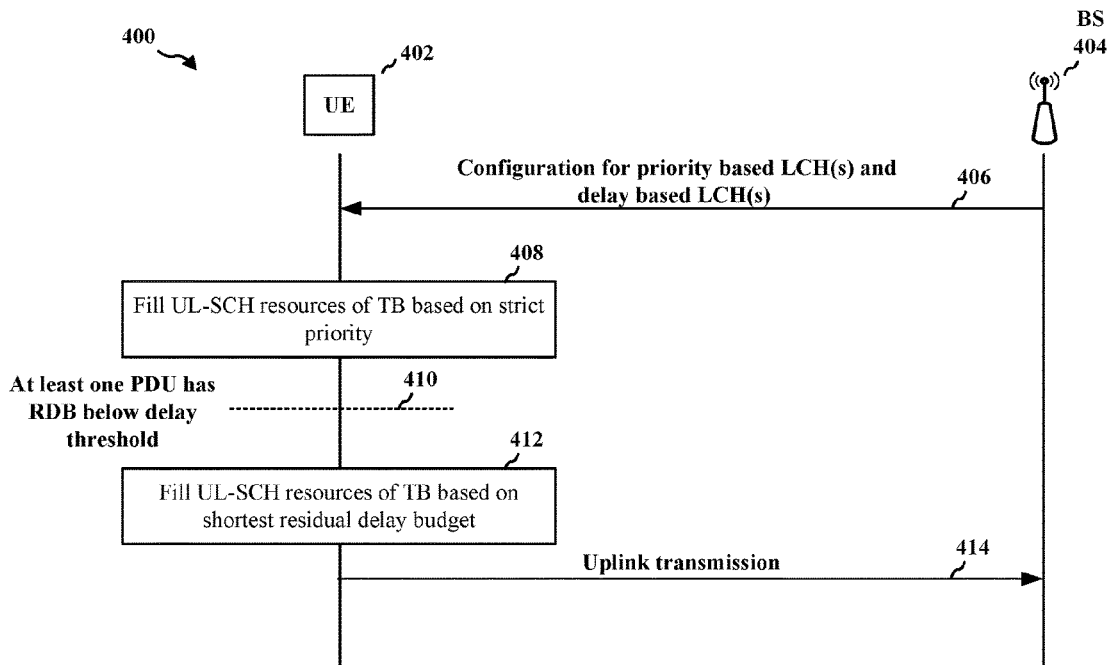 BS
400
402
404
UE
Configuration for priority based LCH(s) and
delay based LCH(s)
406
408
Fill UL-SCH resources of TB based on strict
priority
At least one PDU has
RDB below delay
threshold
410
412
Fill UL-SCH resources of TB based on
shortest residual delay budget
Uplink transmission
414